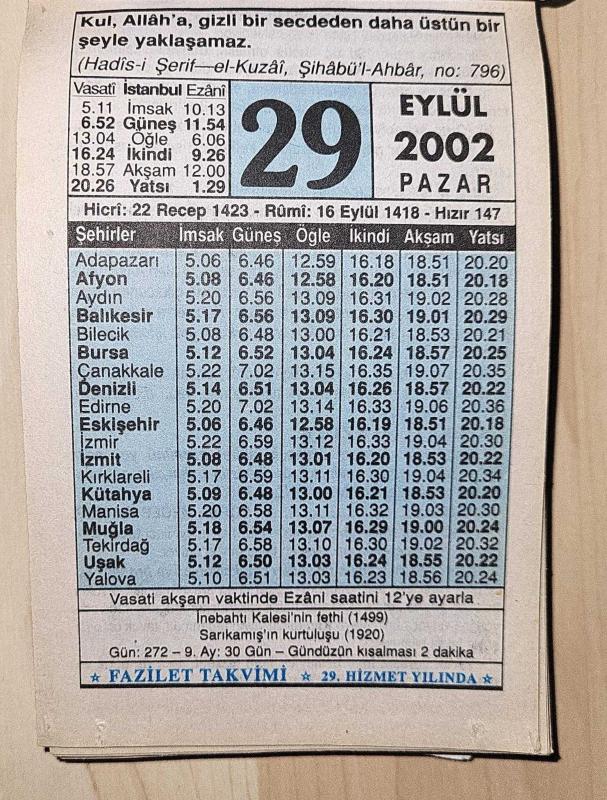 Kul, Allâh'a, gizli bir secdeden daha üstün bir
şeyle yaklaşamaz.
(Hadîs-i Şerif—el-Kuzâî, Şihâbü'l-Ahbâr, no: 796)
Vasatî İstanbul Ezânî
5.11 İmsak 10.13
6.52 Güneş 11.54
13.04 Öğle 6.06
16.24 İkindi 9.26
18.57 Akşam 12.00
20.26 Yatsı 1.29
29
EYLÜL
2002
PAZAR
Hicrî: 22 Recep 1423 - Rûmî: 16 Eylül 1418 - Hızır 147
Şehirler İmsak Güneş Öğle İkindi Akşam Yatsı
Adapazarı 5.06 6.46 12.59 16.18 18.51 20.20
Afyon 5.08 6.46 12.58 16.20 18.51 20.18
Aydın 5.20 6.56 13.09 16.31 19.02 20.28
Balıkesir 5.17 6.56 13.09 16.30 19.01 20.29
Bilecik 5.08 6.48 13.00 16.21 18.53 20.21
Bursa 5.12 6.52 13.04 16.24 18.57 20.25
Çanakkale 5.22 7.02 13.15 16.35 19.07 20.35
Denizli 5.14 6.51 13.04 16.26 18.57 20.22
Edirne 5.20 7.02 13.14 16.33 19.06 20.36
Eskişehir 5.06 6.46 12.58 16.19 18.51 20.18
İzmir 5.22 6.59 13.12 16.33 19.04 20.30
İzmit 5.08 6.48 13.01 16.20 18.53 20.22
Kırklareli 5.17 6.59 13.11 16.30 19.04 20.34
Kütahya 5.09 6.48 13.00 16.21 18.53 20.20
Manisa 5.20 6.58 13.11 16.32 19.03 20.30
Muğla 5.18 6.54 13.07 16.29 19.00 20.24
Tekirdağ 5.17 6.58 13.10 16.30 19.02 20.32
Uşak 5.12 6.50 13.03 16.24 18.55 20.22
Yalova 5.10 6.51 13.03 16.23 18.56 20.24
Vasati akşam vaktinde Ezânî saatini 12'ye ayarla
İnebahtı Kalesi'nin fethi (1499)
Sarıkamış'ın kurtuluşu (1920)
Gün: 272 – 9. Ay: 30 Gün – Gündüzün kısalması 2 dakika
★ FAZİLET TAKVİMİ ★ 29. HİZMET YILINDA ★